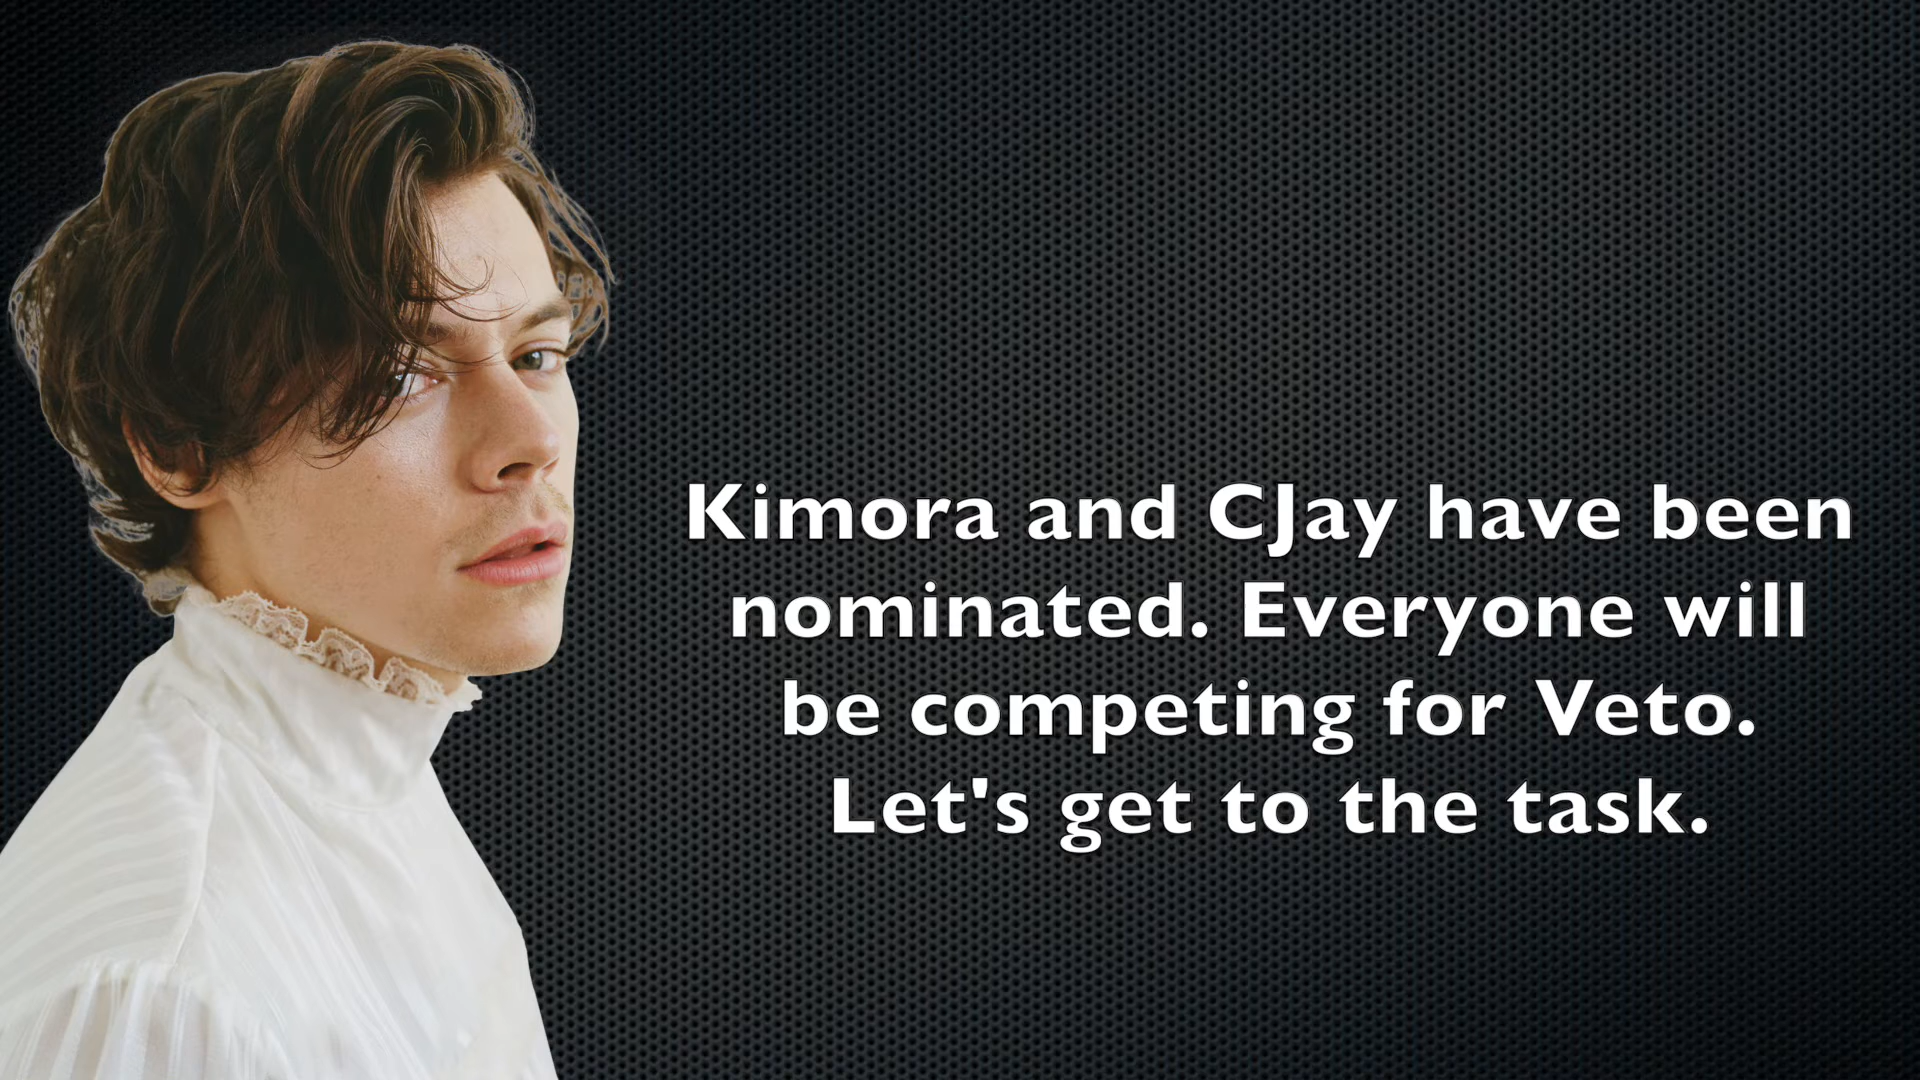 Kimora and CJay have been
nominated. Everyone will
be competing for Veto.
Let's get to the task.